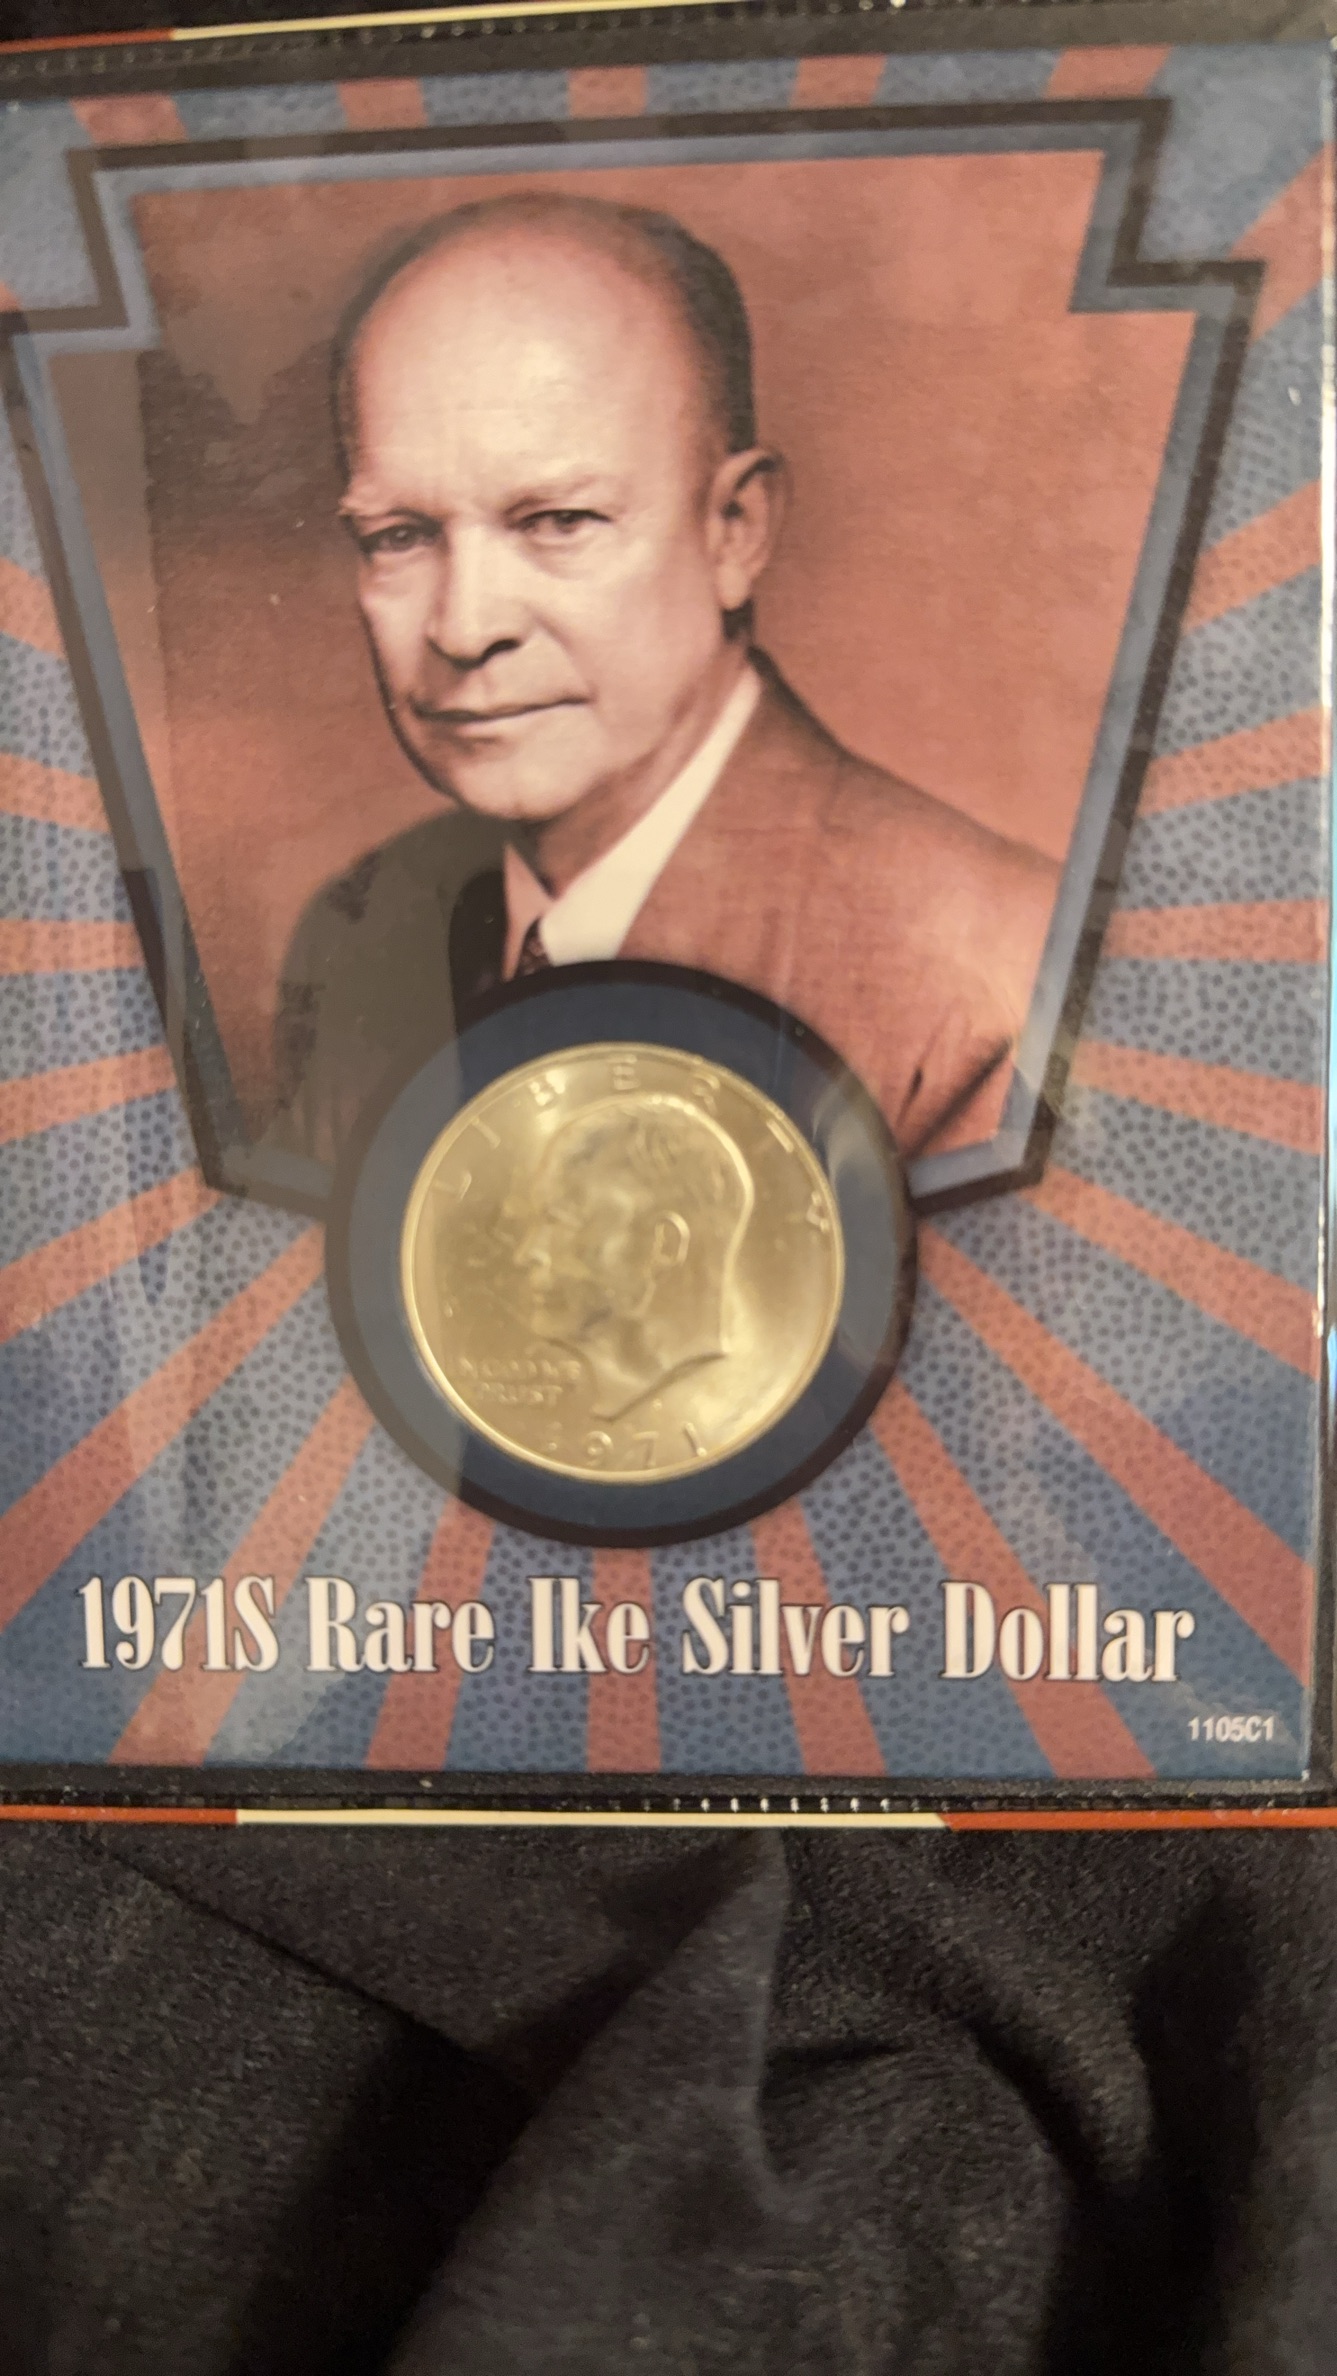 LIBERTY
IN GOD WE
TRUST
1971
1971S Rare Ike Silver Dollar
1105C1